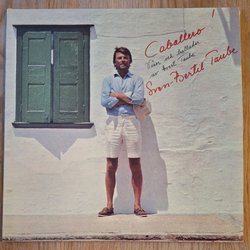 Caballero!
Visor och ballader
av Evert Taube
Sven-Bertil Taube